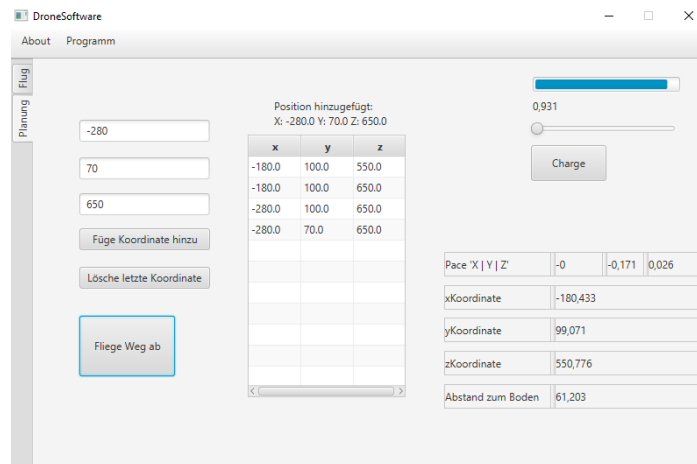 DroneSoftware
About Programm
Flug
Planung
-280
70
650
Füge Koordinate hinzu
Lösche letzte Koordinate
Fliege Weg ab
Position hinzugefügt:
X: -280.0 Y: 70.0 Z: 650.0
x y z
-180.0 100.0 550.0
-180.0 100.0 650.0
-280.0 100.0 650.0
-280.0 70.0 650.0
0,931
Charge
Pace 'X | Y | Z' -0 -0,171 0,026
xKoordinate -180,433
yKoordinate 99,071
zKoordinate 550,776
Abstand zum Boden 61,203